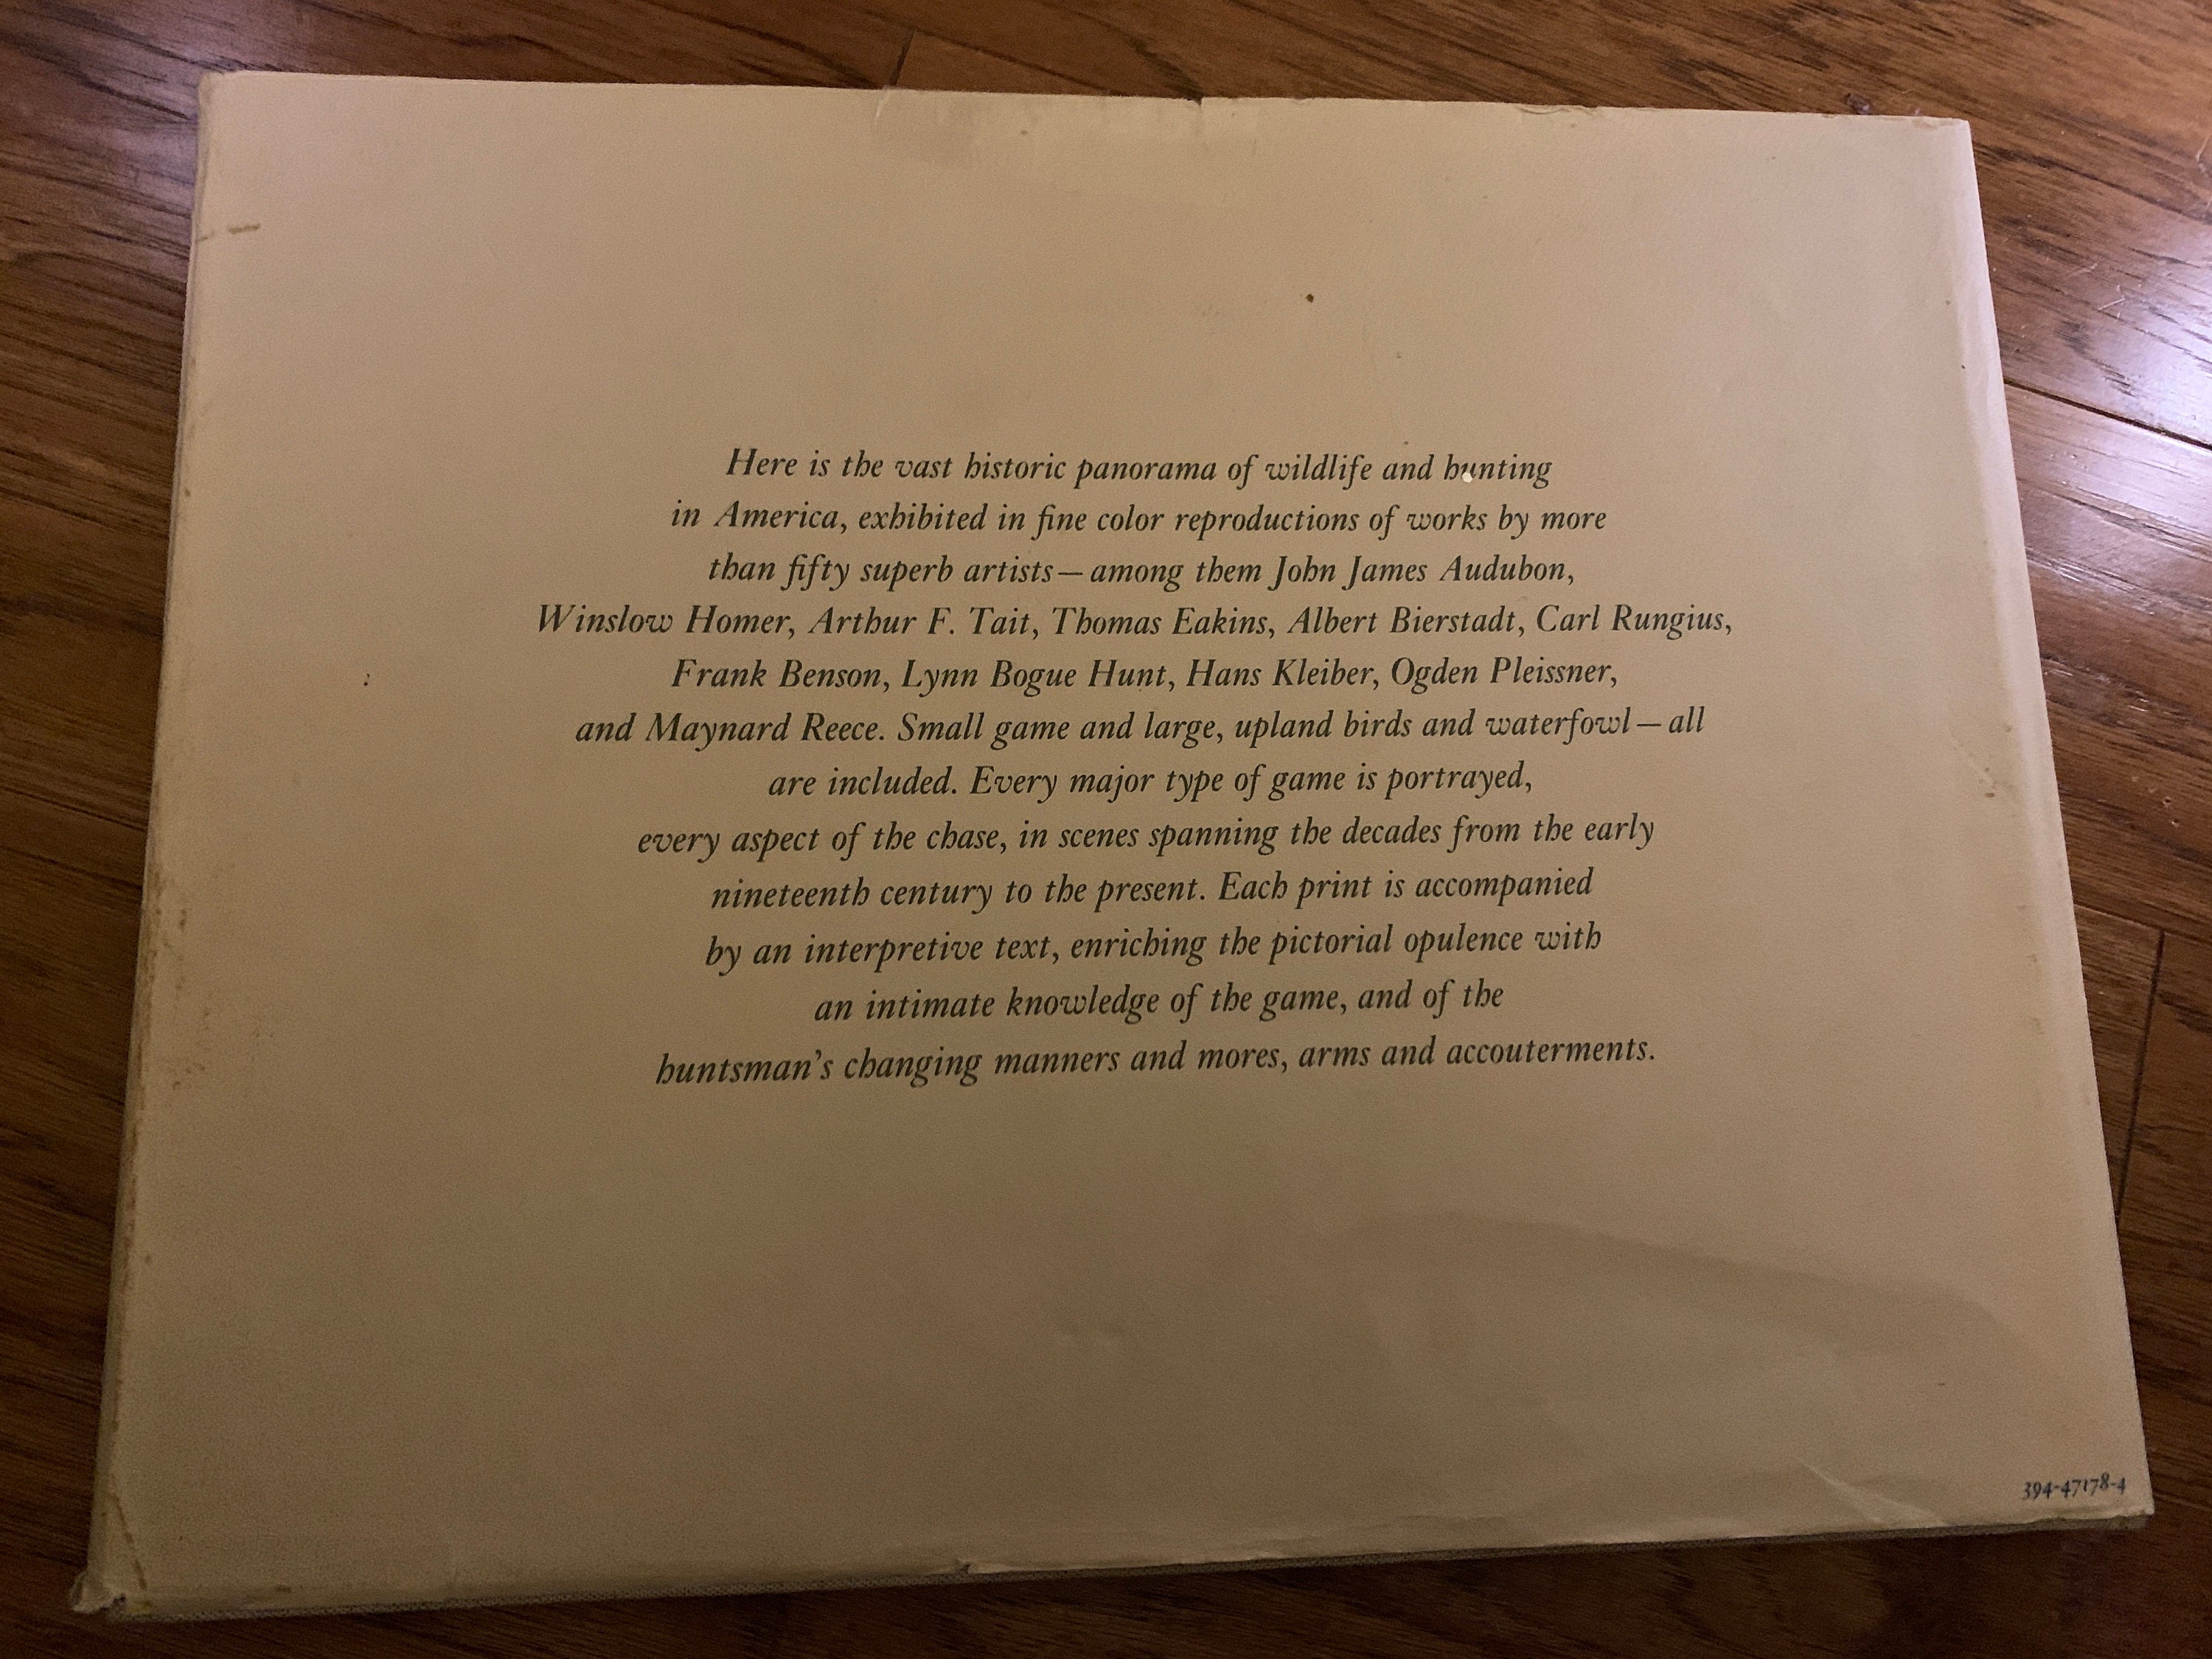 Here is the vast historic panorama of wildlife and hunting
in America, exhibited in fine color reproductions of works by more
than fifty superb artists—among them John James Audubon,
Winslow Homer, Arthur F. Tait, Thomas Eakins, Albert Bierstadt, Carl Rungius,
Frank Benson, Lynn Bogue Hunt, Hans Kleiber, Ogden Pleissner,
and Maynard Reece. Small game and large, upland birds and waterfowl—all
are included. Every major type of game is portrayed,
every aspect of the chase, in scenes spanning the decades from the early
nineteenth century to the present. Each print is accompanied
by an interpretive text, enriching the pictorial opulence with
an intimate knowledge of the game, and of the
huntsman's changing manners and mores, arms and accouterments.
394-47178-4